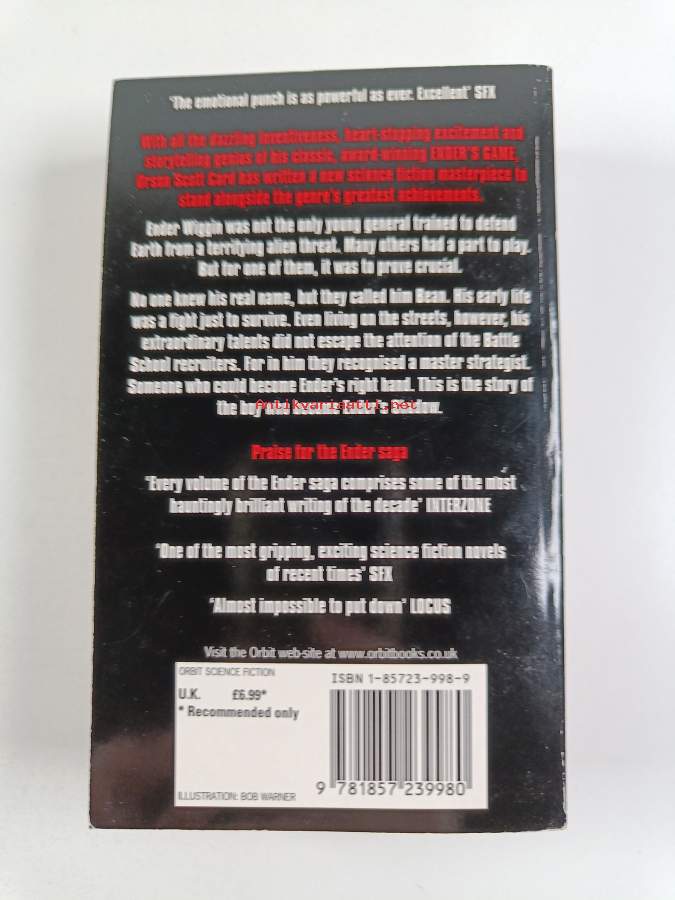 'The emotional punch is as powerful as ever. Excellent' SFX
With all the dazzling inventiveness, heart-stopping excitement and
storytelling genius of his classic, award-winning ENDER'S GAME,
Orson Scott Card has written a new science fiction masterpiece to
stand alongside the genre's greatest achievements.
Ender Wiggin was not the only young general trained to defend
Earth from a terrifying alien threat. Many others had a part to play.
But for one of them, it was to prove crucial.
No one knew his real name, but they called him Bean. His early life
was a fight just to survive. Even living on the streets, however, his
extraordinary talents did not escape the attention of the Battle
School recruiters. For in him they recognised a master strategist.
Someone who could become Ender's right hand. This is the story of
the boy who became Ender's Shadow.
Antikvariaatti.net
Praise for the Ender saga
'Every volume of the Ender saga comprises some of the most
hauntingly brilliant writing of the decade' INTERZONE
'One of the most gripping, exciting science fiction novels
of recent times' SFX
'Almost impossible to put down' LOCUS
Visit the Orbit web-site at www.orbitbooks.co.uk
ORBIT SCIENCE FICTION
U.K. £6.99*
* Recommended only
ILLUSTRATION: BOB WARNER
ISBN 1-85723-998-9
9 781857 239980